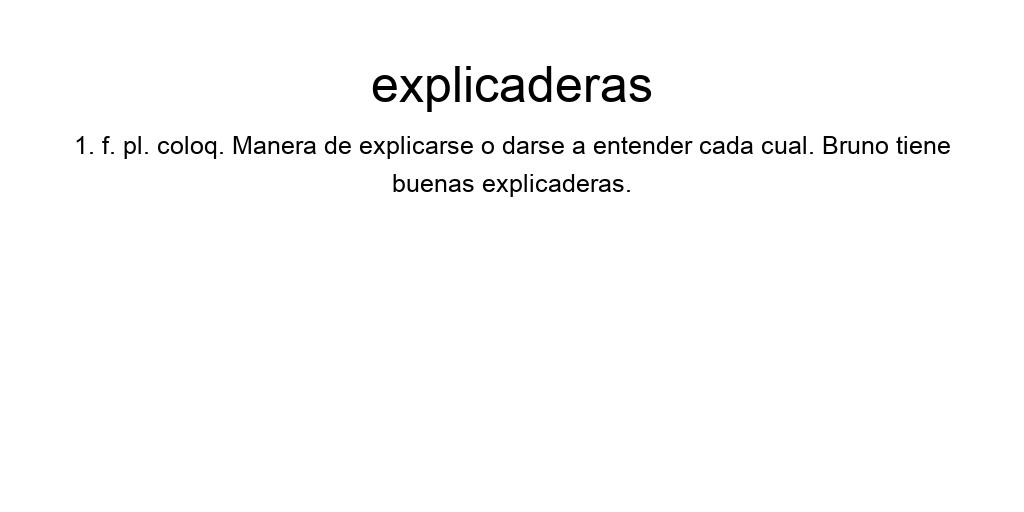 explicaderas
1. f. pl. coloq. Manera de explicarse o darse a entender cada cual. Bruno tiene
buenas explicaderas.